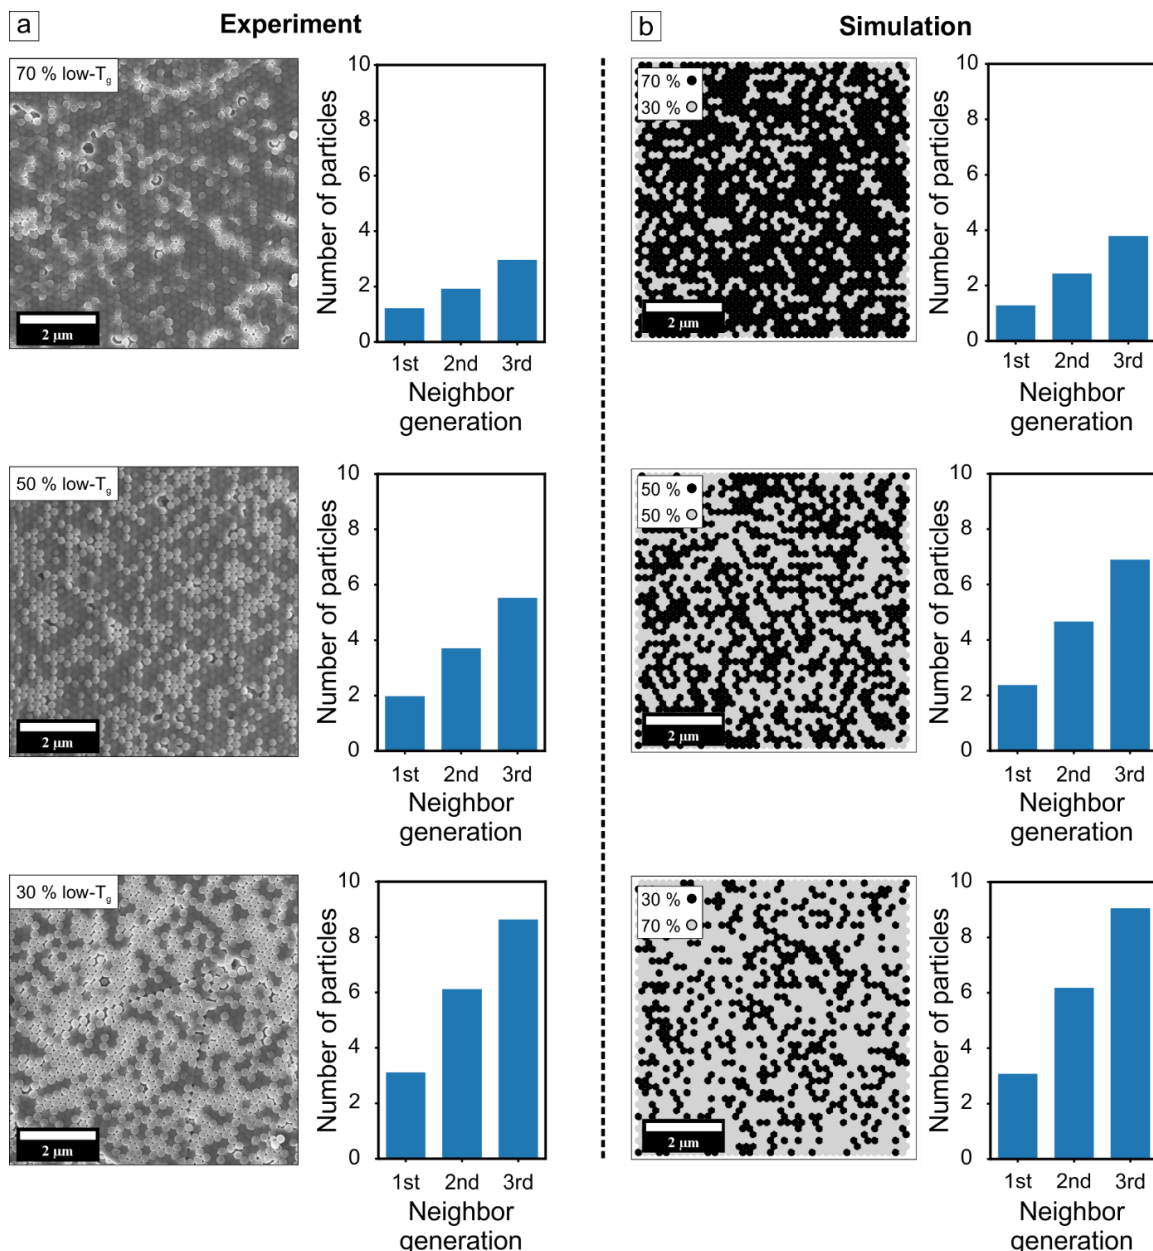 a
Experiment
b
Simulation
70 % low-Tg
2 µm
Number of particles
10
8
6
4
2
0
1st 2nd 3rd
Neighbor
generation
70 %
30 %
2 µm
Number of particles
10
8
6
4
2
0
1st 2nd 3rd
Neighbor
generation
50 % low-Tg
2 µm
Number of particles
10
8
6
4
2
0
1st 2nd 3rd
Neighbor
generation
50 %
50 %
2 µm
Number of particles
10
8
6
4
2
0
1st 2nd 3rd
Neighbor
generation
30 % low-Tg
2 µm
Number of particles
10
8
6
4
2
0
1st 2nd 3rd
Neighbor
generation
30 %
70 %
2 µm
Number of particles
10
8
6
4
2
0
1st 2nd 3rd
Neighbor
generation